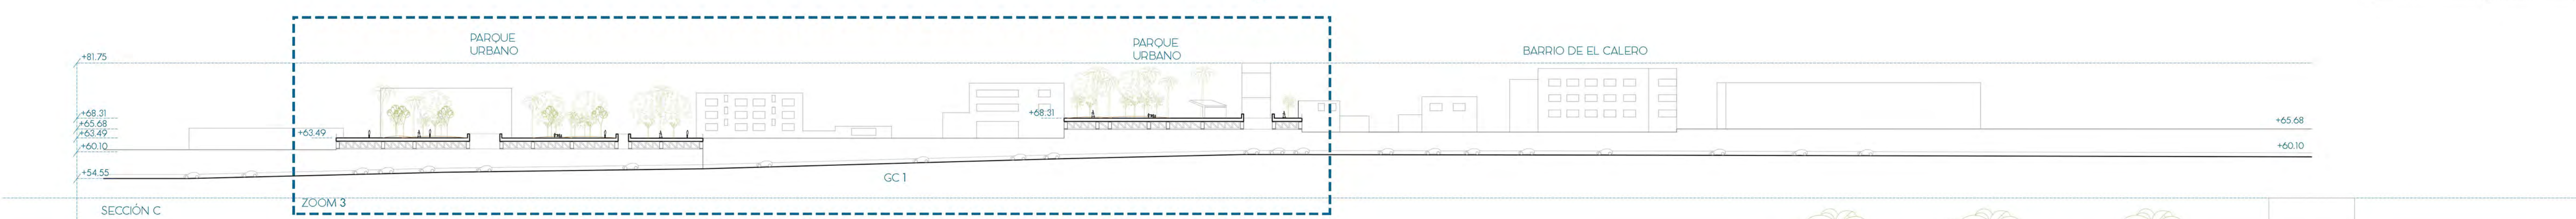 PARQUE
URBANO
PARQUE
URBANO
BARRIO DE EL CALERO
+81.75
+68.31
+65.68
+63.49
+60.10
+54.55
+63.49
+68.31
+65.68
+60.10
GC 1
ZOOM 3
SECCIÓN C